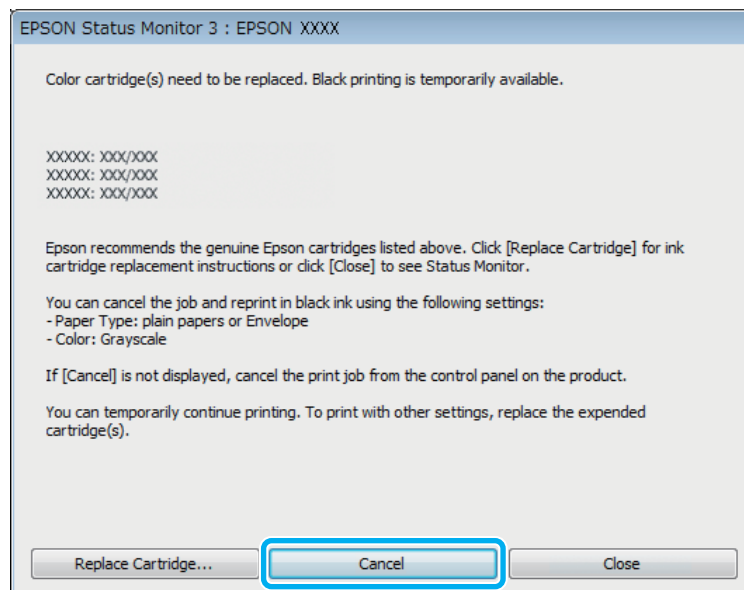 EPSON Status Monitor 3 : EPSON XXXX
Color cartridge(s) need to be replaced. Black printing is temporarily available.
XXXXX: XXX/XXX
XXXXX: XXX/XXX
XXXXX: XXX/XXX
Epson recommends the genuine Epson cartridges listed above. Click [Replace Cartridge] for ink
cartridge replacement instructions or click [Close] to see Status Monitor.
You can cancel the job and reprint in black ink using the following settings:
- Paper Type: plain papers or Envelope
- Color: Grayscale
If [Cancel] is not displayed, cancel the print job from the control panel on the product.
You can temporarily continue printing. To print with other settings, replace the expended
cartridge(s).
Replace Cartridge... Cancel Close